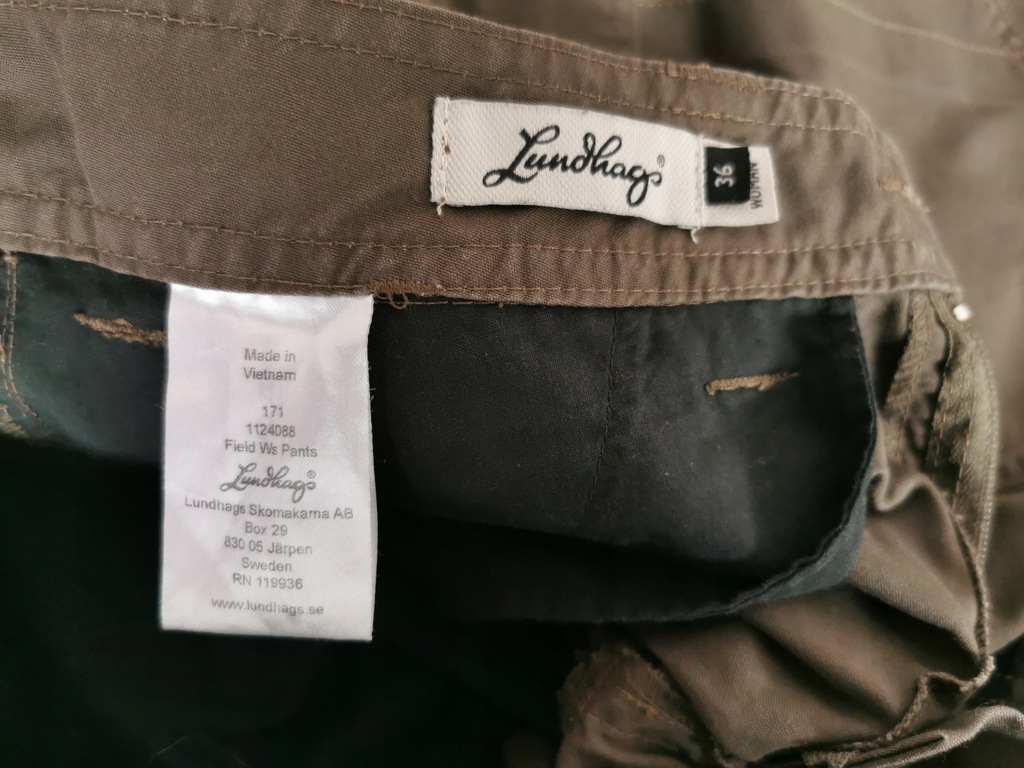 Lundhags®
36
WOMAN
Made in
Vietnam
171
1124088
Field Ws Pants
Lundhags®
Lundhags Skomakarna AB
Box 29
830 05 Järpen
Sweden
RN 119936
www.lundhags.se